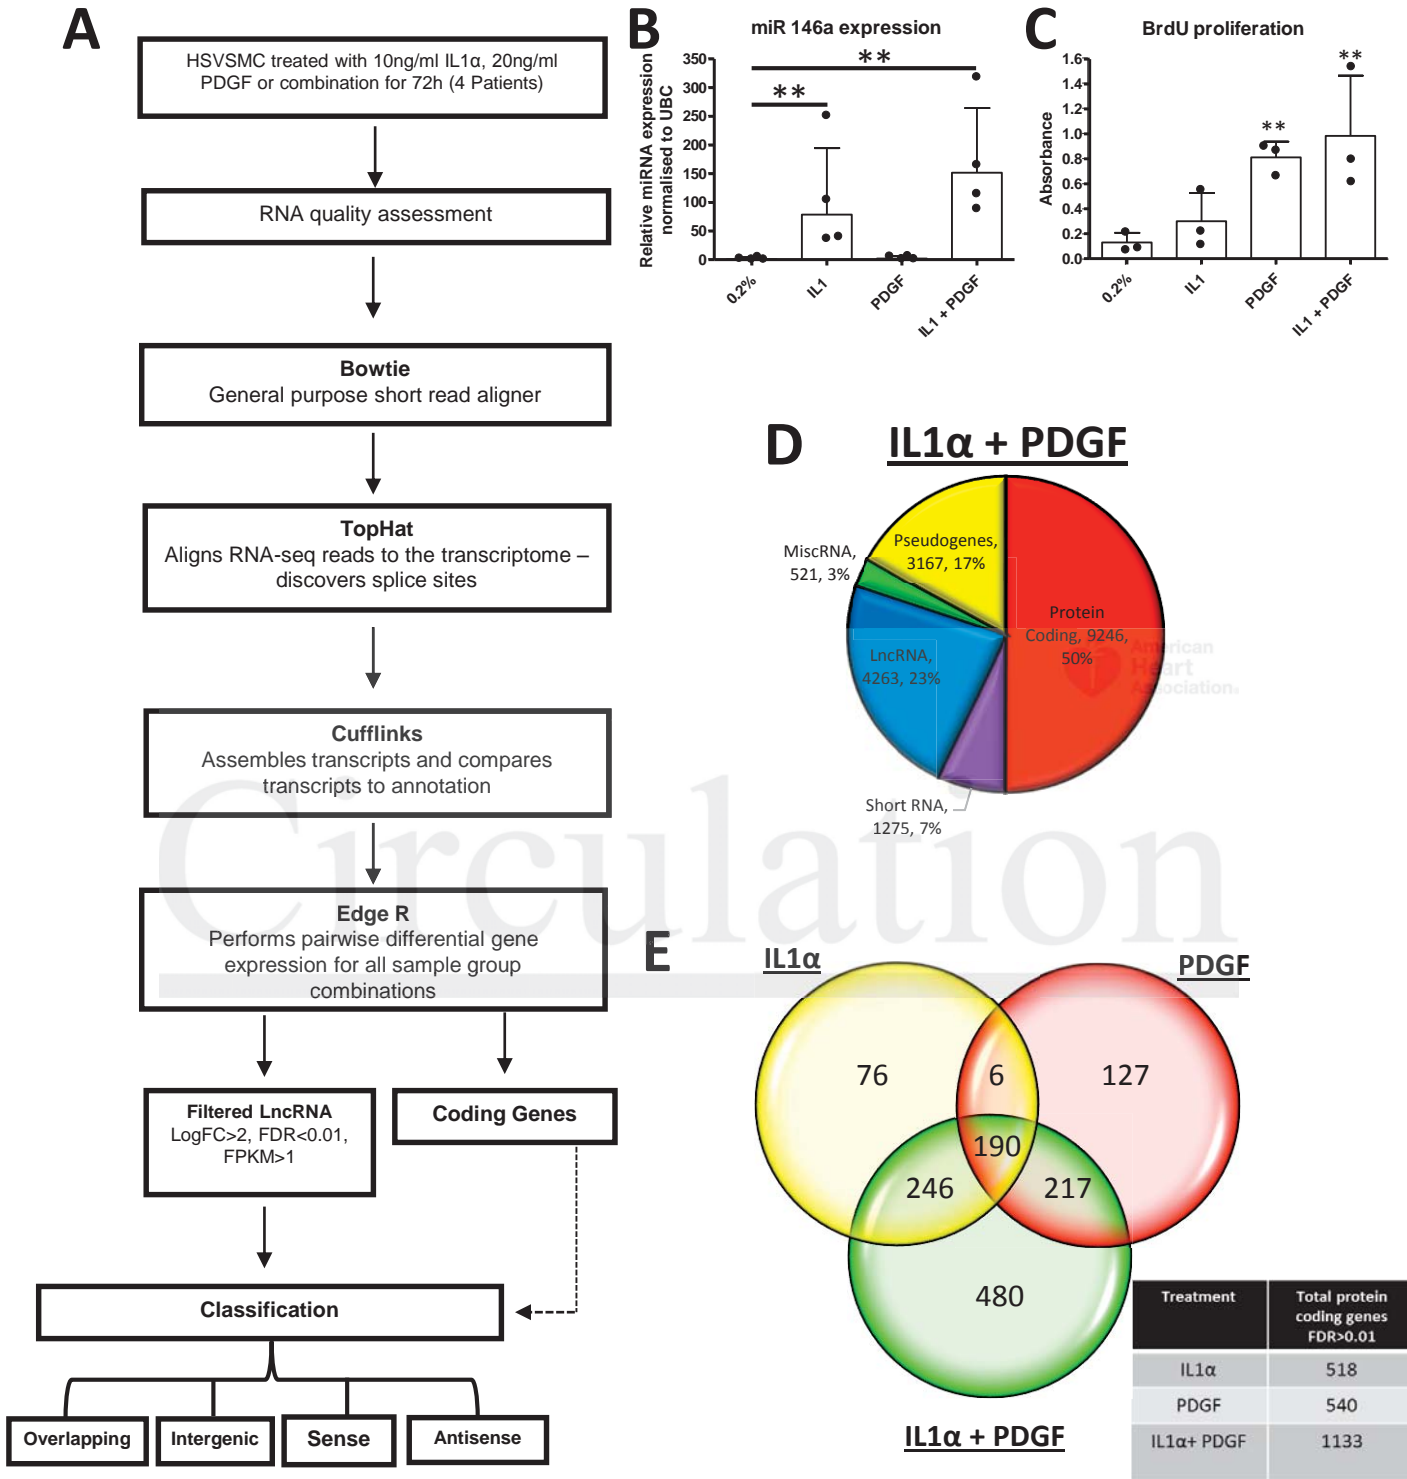 A
HSVSMC treated with 10ng/ml IL1α, 20ng/ml
PDGF or combination for 72h (4 Patients)
RNA quality assessment
Bowtie
General purpose short read aligner
TopHat
Aligns RNA-seq reads to the transcriptome –
discovers splice sites
Cufflinks
Assembles transcripts and compares
transcripts to annotation
Edge R
Performs pairwise differential gene
expression for all sample group
combinations
Filtered LncRNA
LogFC>2, FDR<0.01,
FPKM>1
Coding Genes
Classification
Overlapping
Intergenic
Sense
Antisense
B
miR 146a expression
Relative miRNA expression
normalised to UBC
350
300
250
200
150
100
50
0
**
**
0.2%
IL1
PDGF
IL1 + PDGF
C
BrdU proliferation
Absorbance
1.6
1.4
1.2
1.0
0.8
0.6
0.4
0.2
0.0
**
**
0.2%
IL1
PDGF
IL1 + PDGF
D
IL1α + PDGF
Pseudogenes,
3167, 17%
MiscRNA,
521, 3%
Protein
Coding, 9246,
50%
LncRNA,
4263, 23%
Short RNA,
1275, 7%
American
Heart
Association®
Circulation
E
IL1α
PDGF
76
6
127
190
246
217
480
IL1α + PDGF
Treatment
Total protein
coding genes
FDR>0.01
IL1α
518
PDGF
540
IL1α+ PDGF
1133